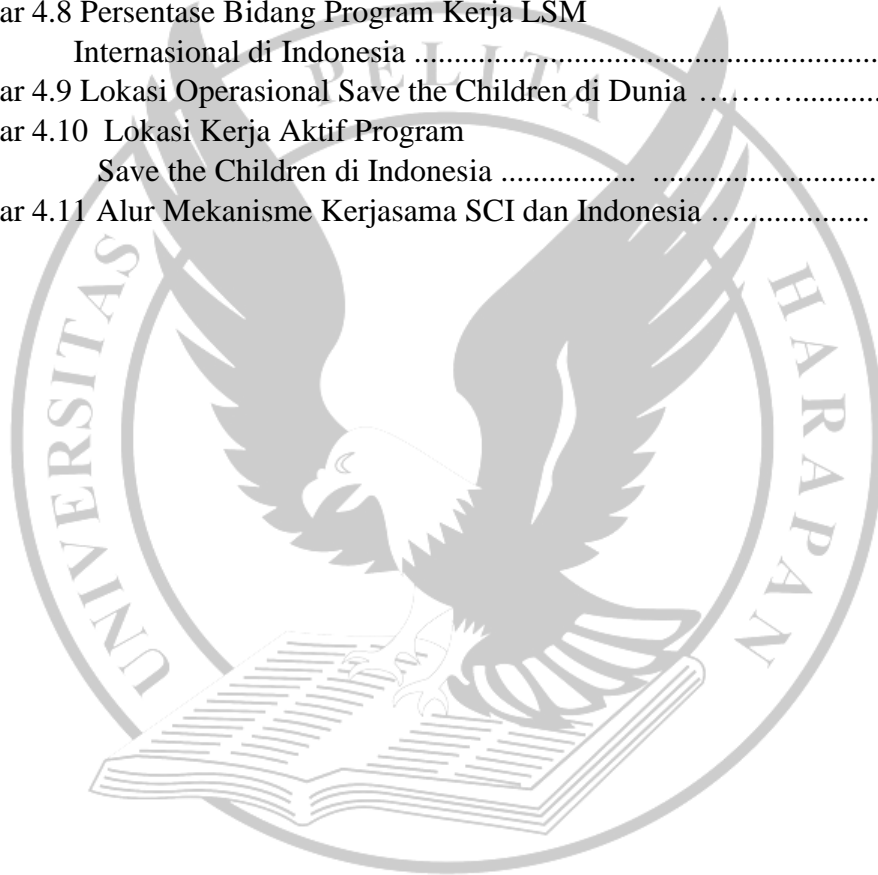 ar 4.8 Persentase Bidang Program Kerja LSM
Internasional di Indonesia ..........................................................
ar 4.9 Lokasi Operasional Save the Children di Dunia ……….............
ar 4.10  Lokasi Kerja Aktif Program
Save the Children di Indonesia .................  ............................
ar 4.11 Alur Mekanisme Kerjasama SCI dan Indonesia …................
UNIVERSITAS PELITA HARAPAN